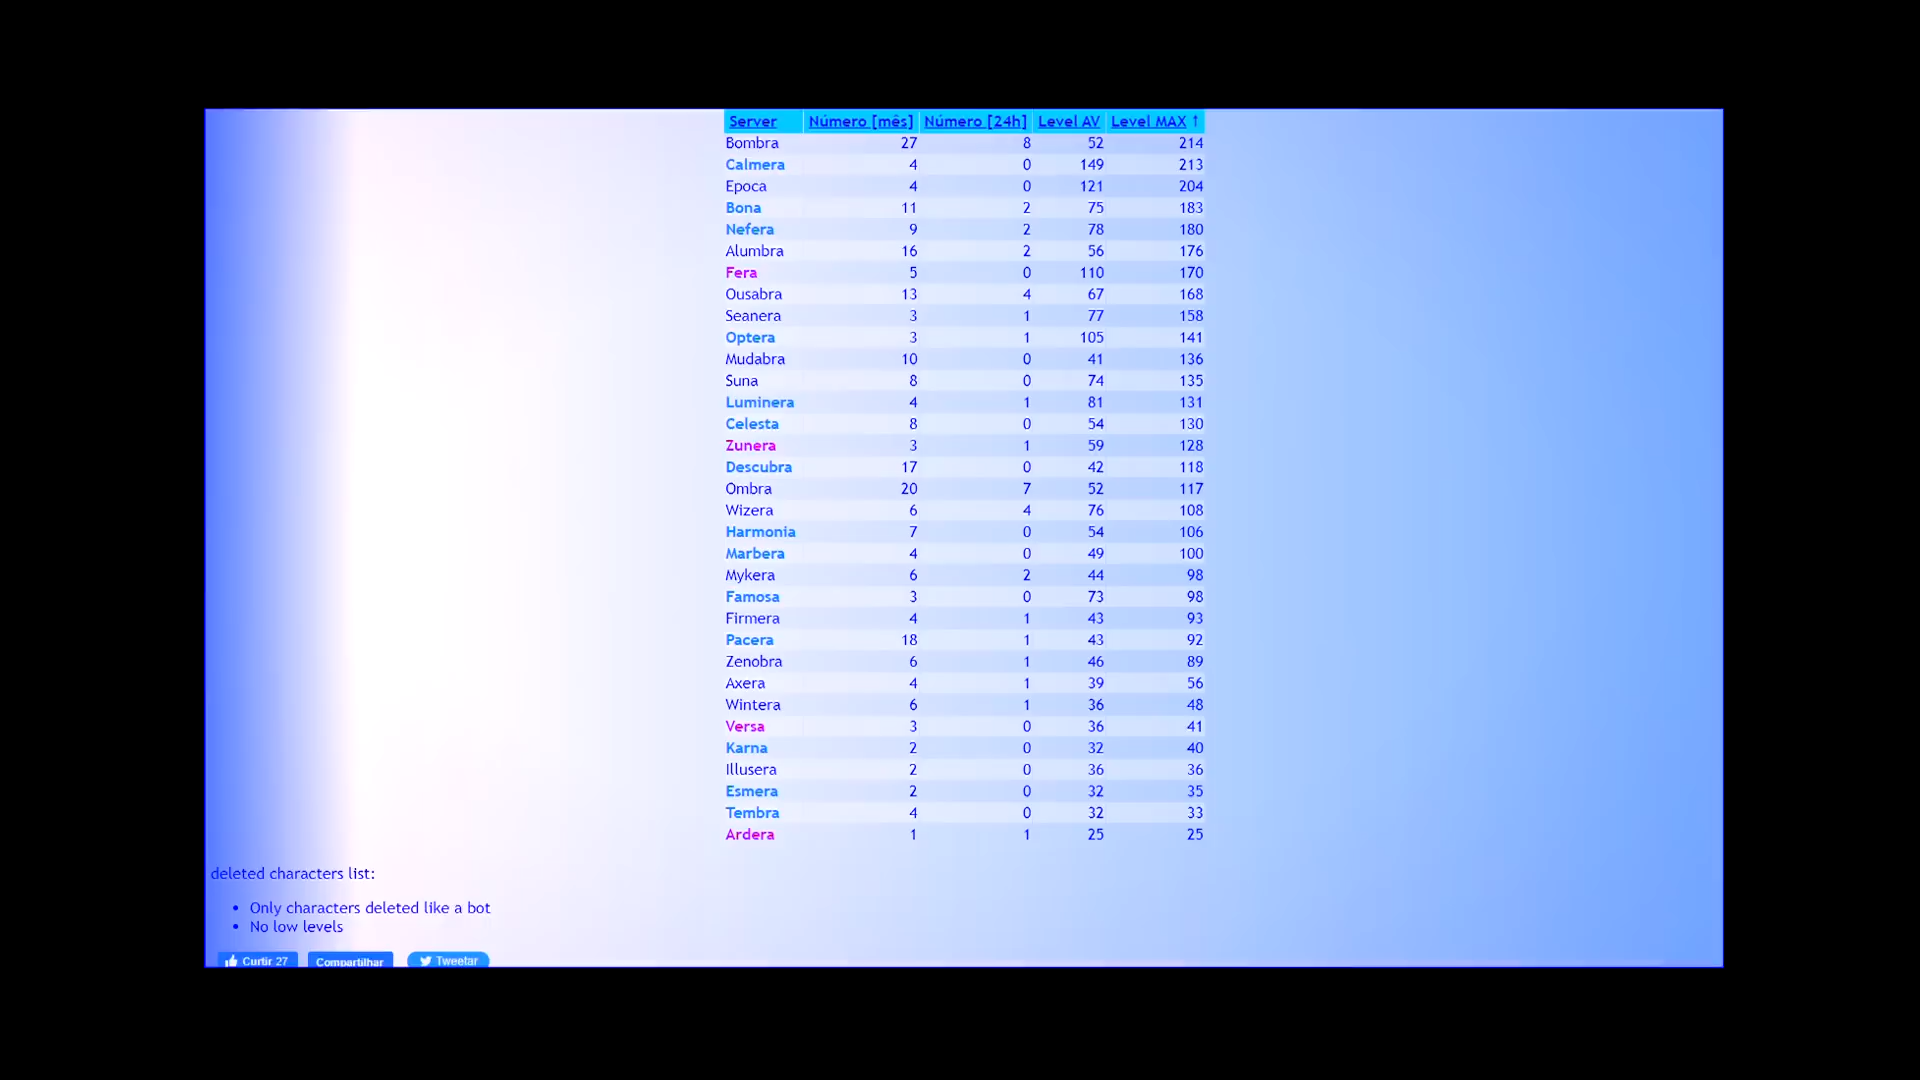 Server Número [mês] Número [24h] Level AV Level MAX ↑
Bombra 27 8 52 214
Calmera 4 0 149 213
Epoca 4 0 121 204
Bona 11 2 75 183
Nefera 9 2 78 180
Alumbra 16 2 56 176
Fera 5 0 110 170
Ousabra 13 4 67 168
Seanera 3 1 77 158
Optera 3 1 105 141
Mudabra 10 0 41 136
Suna 8 0 74 135
Luminera 4 1 81 131
Celesta 8 0 54 130
Zunera 3 1 59 128
Descubra 17 0 42 118
Ombra 20 7 52 117
Wizera 6 4 76 108
Harmonia 7 0 54 106
Marbera 4 0 49 100
Mykera 6 2 44 98
Famosa 3 0 73 98
Firmera 4 1 43 93
Pacera 18 1 43 92
Zenobra 6 1 46 89
Axera 4 1 39 56
Wintera 6 1 36 48
Versa 3 0 36 41
Karna 2 0 32 40
Illusera 2 0 36 36
Esmera 2 0 32 35
Tembra 4 0 32 33
Ardera 1 1 25 25
deleted characters list:
• Only characters deleted like a bot
• No low levels
Curtir 27 Compartilhar Tweetar